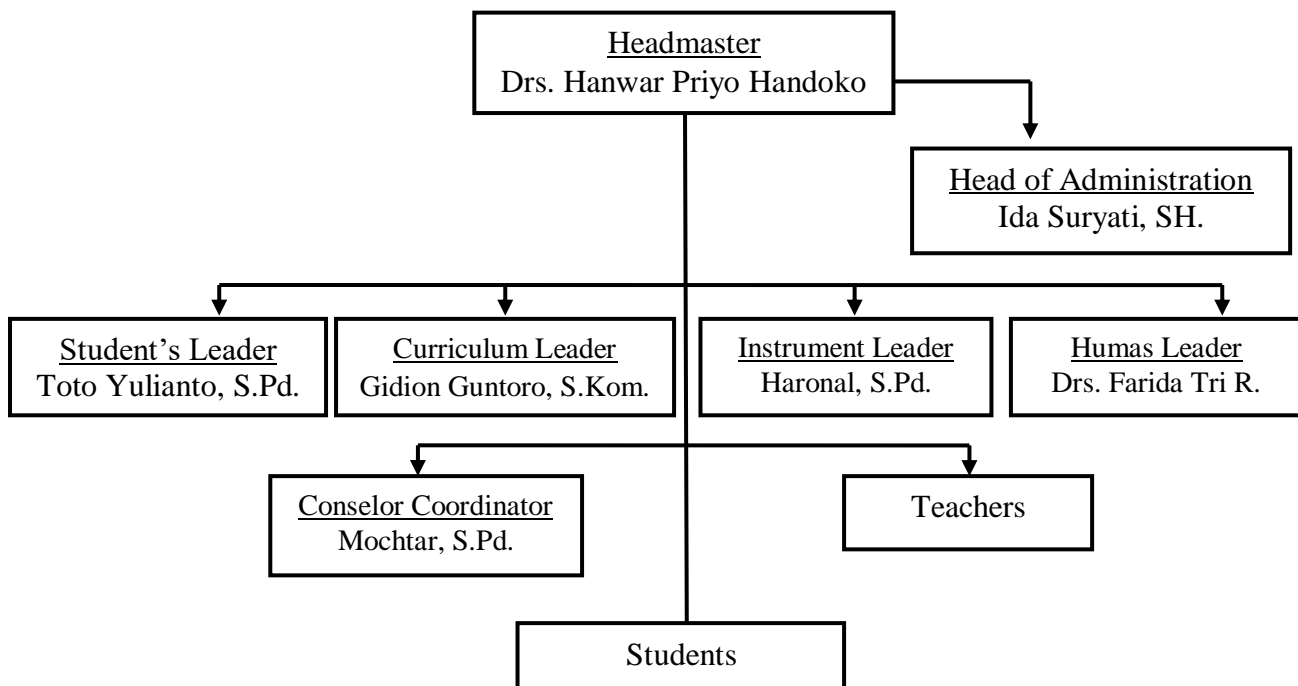 Headmaster
Drs. Hanwar Priyo Handoko
Head of Administration
Ida Suryati, SH.
Student’s Leader
Toto Yulianto, S.Pd.
Curriculum Leader
Gidion Guntoro, S.Kom.
Instrument Leader
Haronal, S.Pd.
Humas Leader
Drs. Farida Tri R.
Conselor Coordinator
Mochtar, S.Pd.
Teachers
Students